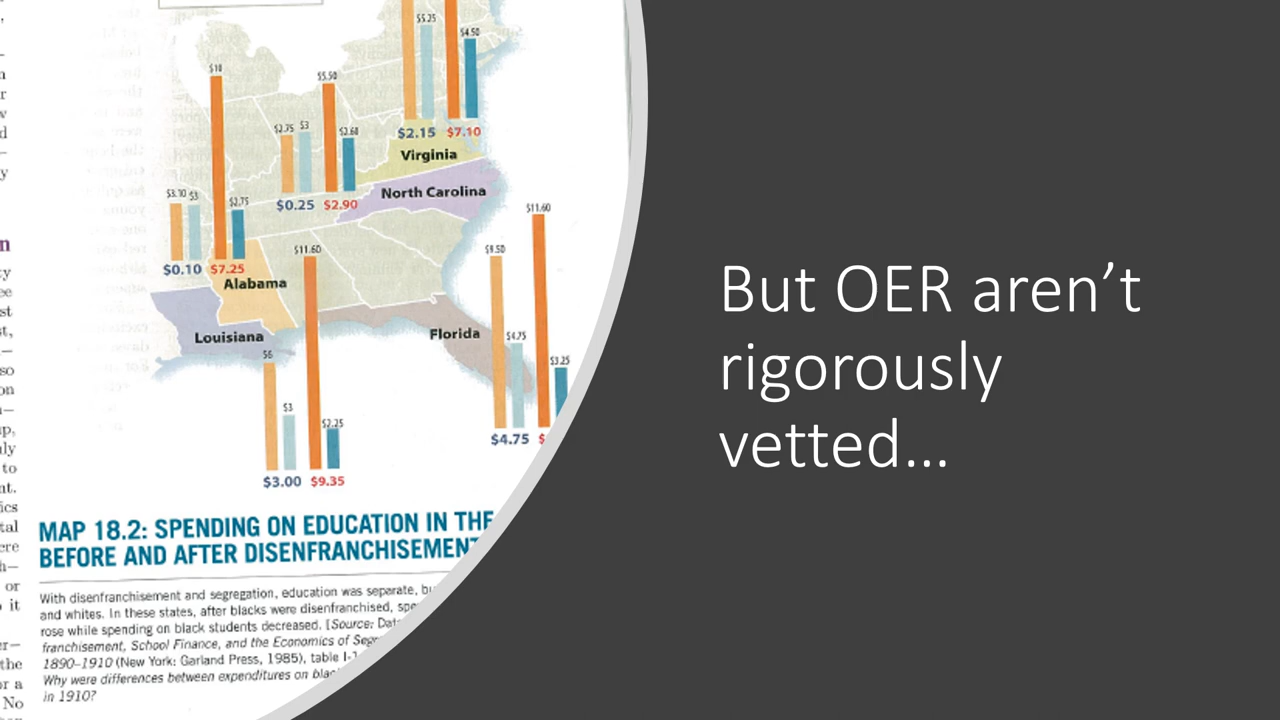 $5.25
$4.50
$10
$5.50
$2.75 $3
$2.60
$2.15 $7.10
Virginia
North Carolina
$3.10 $3
$2.75
$0.25 $2.90
$11.60
$0.10 $7.25
Alabama
$11.60
$9.50
Louisiana
Florida
$4.75
$6
$3.25
$3
$2.25
$4.75 $
$3.00 $9.35
MAP 18.2: SPENDING ON EDUCATION IN THE
BEFORE AND AFTER DISENFRANCHISEMENT
With disenfranchisement and segregation, education was separate, bu
and whites. In these states, after blacks were disenfranchised, spe
rose while spending on black students decreased. [Source: Data
franchisement, School Finance, and the Economics of Segr
1890–1910 (New York: Garland Press, 1985), table I-1
Why were differences between expenditures on blac
in 1910?
But OER aren’t
rigorously
vetted...